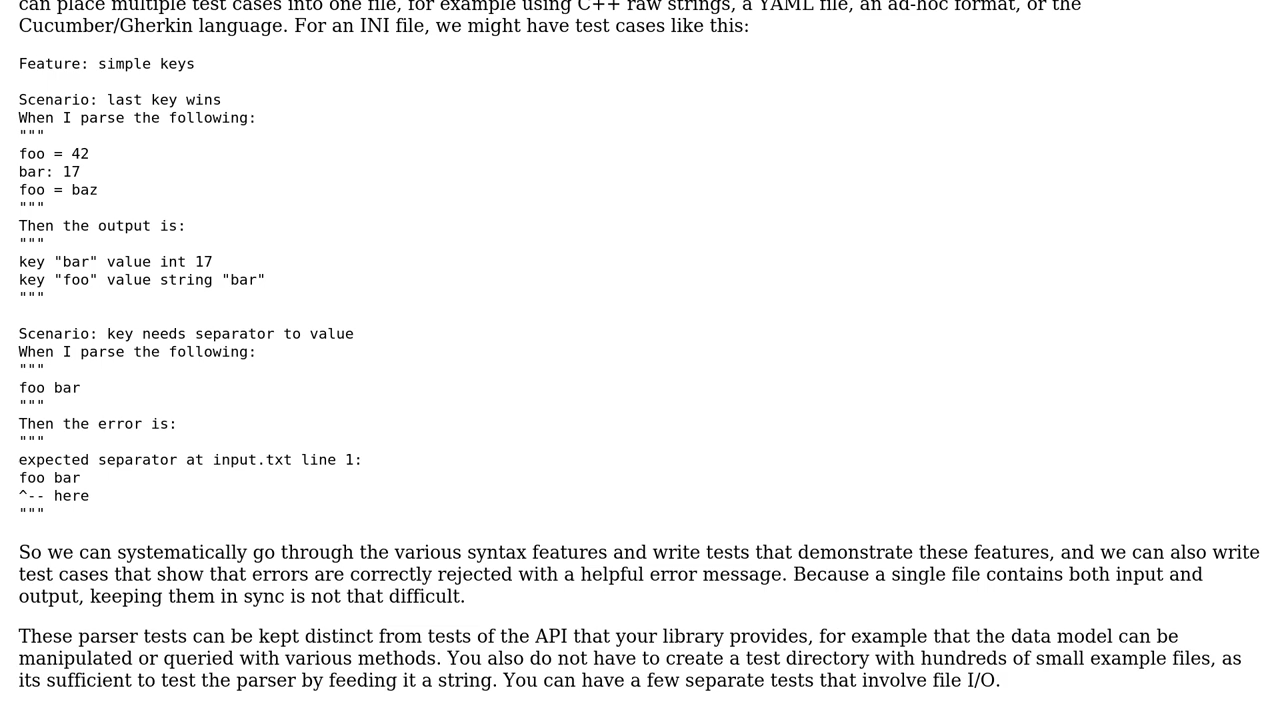 can place multiple test cases into one file, for example using C++ raw strings, a YAML file, an ad-hoc format, or the
Cucumber/Gherkin language. For an INI file, we might have test cases like this:
Feature: simple keys
Scenario: last key wins
When I parse the following:
"""
foo = 42
bar: 17
foo = baz
"""
Then the output is:
"""
key "bar" value int 17
key "foo" value string "bar"
"""
Scenario: key needs separator to value
When I parse the following:
"""
foo bar
"""
Then the error is:
"""
expected separator at input.txt line 1:
foo bar
^-- here
"""
So we can systematically go through the various syntax features and write tests that demonstrate these features, and we can also write
test cases that show that errors are correctly rejected with a helpful error message. Because a single file contains both input and
output, keeping them in sync is not that difficult.
These parser tests can be kept distinct from tests of the API that your library provides, for example that the data model can be
manipulated or queried with various methods. You also do not have to create a test directory with hundreds of small example files, as
its sufficient to test the parser by feeding it a string. You can have a few separate tests that involve file I/O.